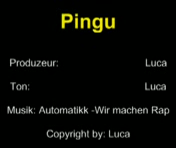 Pingu
Produzeur: Luca
Ton: Luca
Musik: Automatikk -Wir machen Rap
Copyright by: Luca